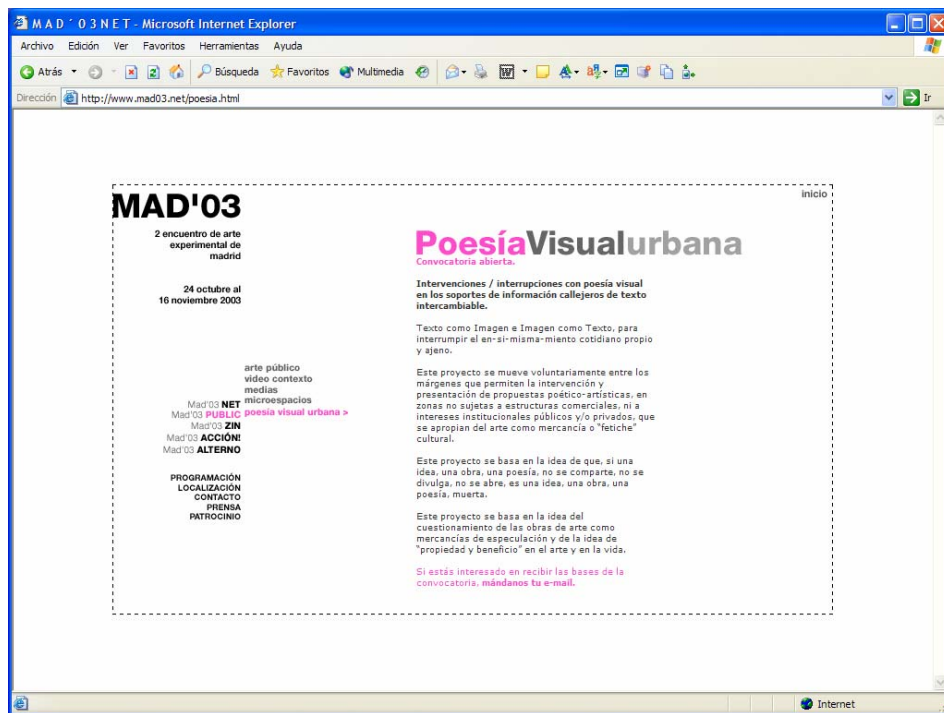 M A D ´ 0 3 N E T - Microsoft Internet Explorer
Archivo Edición Ver Favoritos Herramientas Ayuda
Atrás Búsqueda Favoritos Multimedia
Dirección http://www.mad03.net/poesia.html Ir
inicio
MAD'03
2 encuentro de arte
experimental de
madrid
24 octubre al
16 noviembre 2003
arte público
video contexto
medias
microespacios
poesia visual urbana >
Mad'03 NET
Mad'03 PUBLIC
Mad'03 ZIN
Mad'03 ACCIÓN!
Mad'03 ALTERNO
PROGRAMACIÓN
LOCALIZACIÓN
CONTACTO
PRENSA
PATROCINIO
PoesíaVisualurbana
Convocatoria abierta.
Intervenciones / interrupciones con poesía visual
en los soportes de información callejeros de texto
intercambiable.
Texto como Imagen e Imagen como Texto, para
interrumpir el en-si-misma-miento cotidiano propio
y ajeno.
Este proyecto se mueve voluntariamente entre los
márgenes que permiten la intervención y
presentación de propuestas poético-artísticas, en
zonas no sujetas a estructuras comerciales, ni a
intereses institucionales públicos y/o privados, que
se apropian del arte como mercancía o "fetiche"
cultural.
Este proyecto se basa en la idea de que, si una
idea, una obra, una poesía, no se comparte, no se
divulga, no se abre, es una idea, una obra, una
poesía, muerta.
Este proyecto se basa en la idea del
cuestionamiento de las obras de arte como
mercancías de especulación y de la idea de
"propiedad y beneficio" en el arte y en la vida.
Si estás interesado en recibir las bases de la
convocatoria, mándanos tu e-mail.
Internet